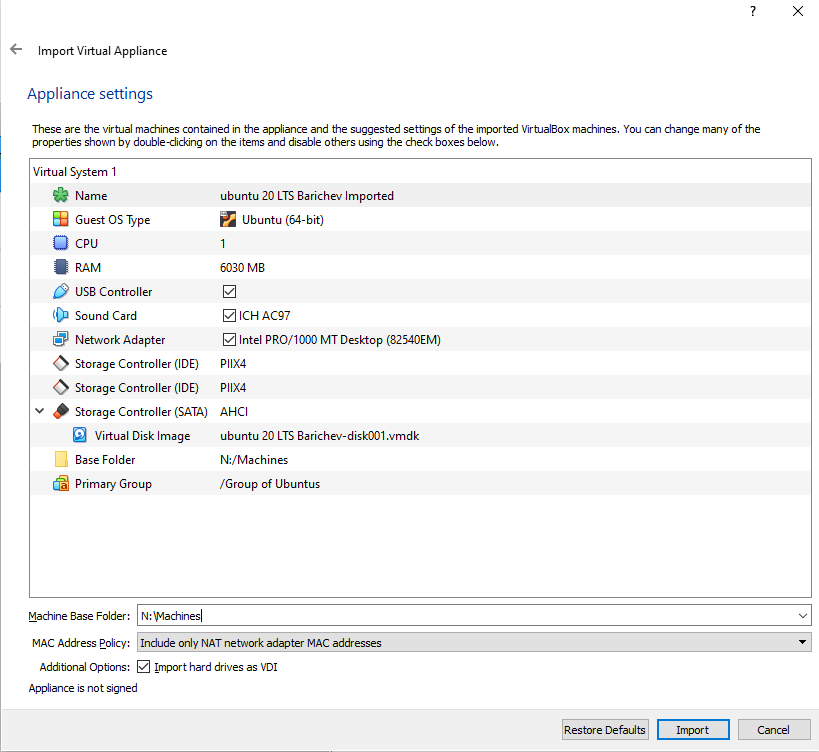 ?
Import Virtual Appliance
Appliance settings
These are the virtual machines contained in the appliance and the suggested settings of the imported VirtualBox machines. You can change many of the
properties shown by double-clicking on the items and disable others using the check boxes below.
Virtual System 1
Name ubuntu 20 LTS Barichev Imported
Guest OS Type Ubuntu (64-bit)
CPU 1
RAM 6030 MB
USB Controller
Sound Card ICH AC97
Network Adapter Intel PRO/1000 MT Desktop (82540EM)
Storage Controller (IDE) PIIX4
Storage Controller (IDE) PIIX4
Storage Controller (SATA) AHCI
Virtual Disk Image ubuntu 20 LTS Barichev-disk001.vmdk
Base Folder N:/Machines
Primary Group /Group of Ubuntus
Machine Base Folder: N:\Machines
MAC Address Policy: Include only NAT network adapter MAC addresses
Additional Options: Import hard drives as VDI
Appliance is not signed
Restore Defaults Import Cancel